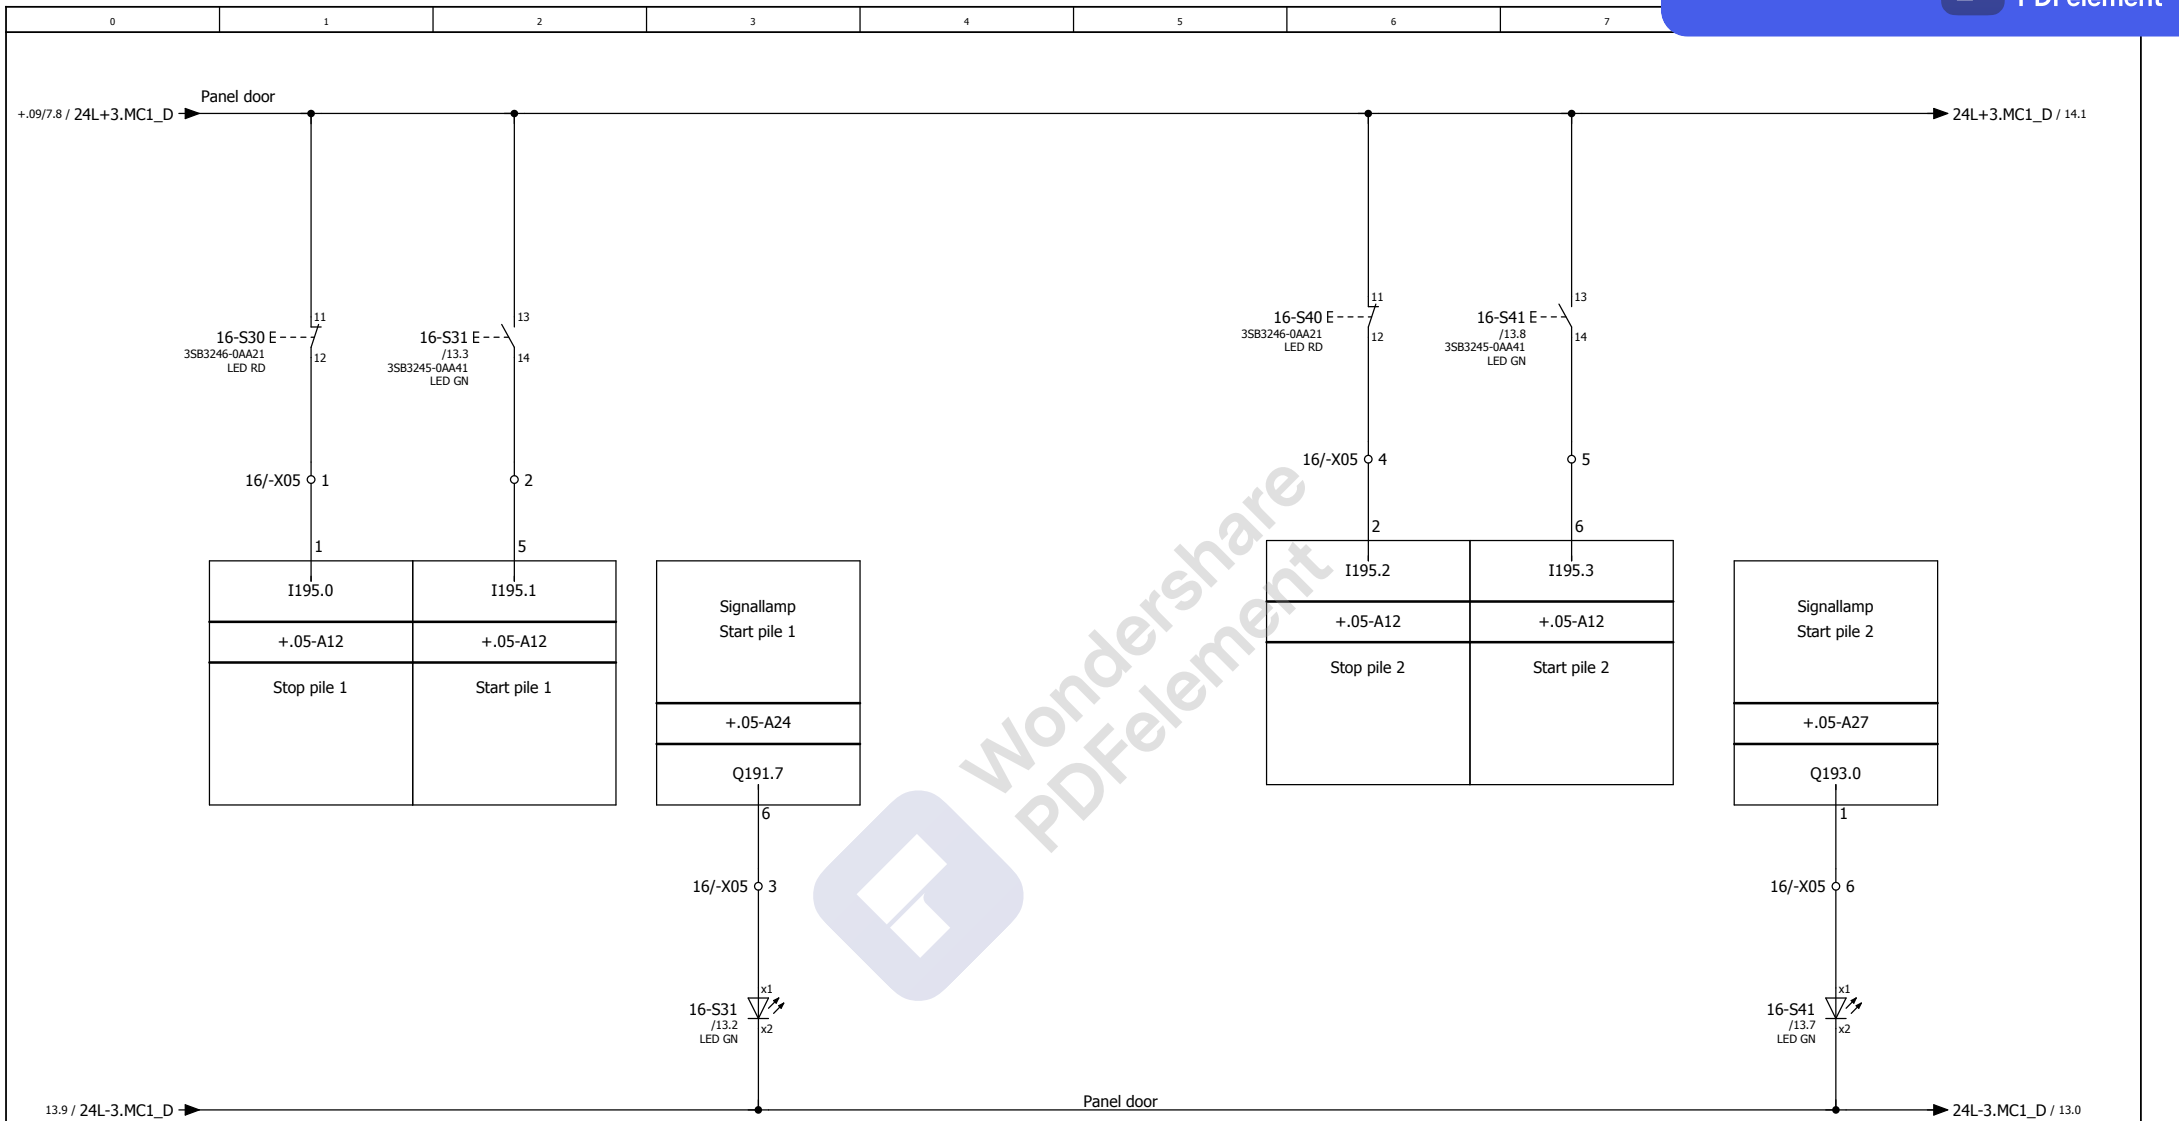 0 1 2 3 4 5 6 7
PDFelement
Panel door
+.09/7.8 / 24L+3.MC1_D
24L+3.MC1_D / 14.1
11
16-S30 E
3SB3246-0AA21
LED RD
12
13
16-S31 E
/13.3
3SB3245-0AA41
LED GN
14
11
16-S40 E
3SB3246-0AA21
LED RD
12
13
16-S41 E
/13.8
3SB3245-0AA41
LED GN
14
16/-X05 1
2
16/-X05 4
5
1
5
2
6
I195.0
I195.1
+.05-A12
+.05-A12
Stop pile 1
Start pile 1
Signallamp
Start pile 1
+.05-A24
Q191.7
6
I195.2
I195.3
+.05-A12
+.05-A12
Stop pile 2
Start pile 2
Signallamp
Start pile 2
+.05-A27
Q193.0
1
Wondershare
PDFelement
16/-X05 3
16/-X05 6
x1
16-S31
/13.2
LED GN
x2
x1
16-S41
/13.7
LED GN
x2
13.9 / 24L-3.MC1_D
Panel door
24L-3.MC1_D / 13.0